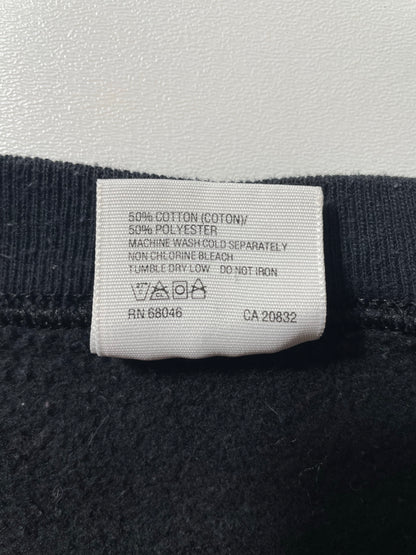 50% COTTON (COTON)/
50% POLYESTER
MACHINE WASH COLD SEPARATELY
NON CHLORINE BLEACH
TUMBLE DRY LOW DO NOT IRON
RN 68046 CA 20832